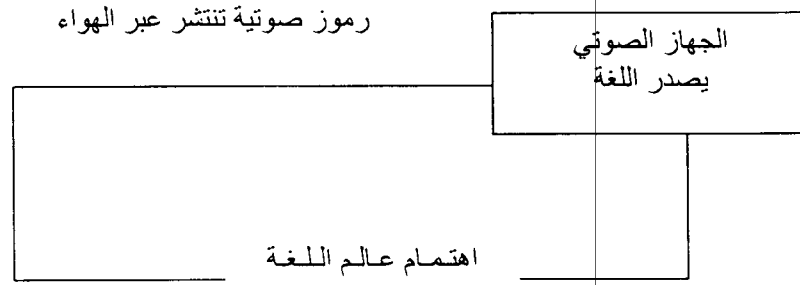 رموز صوتية تنتشر عبر الهواء
الجهاز الصوتي
يصدر اللغة
اهتمام عالم اللغة